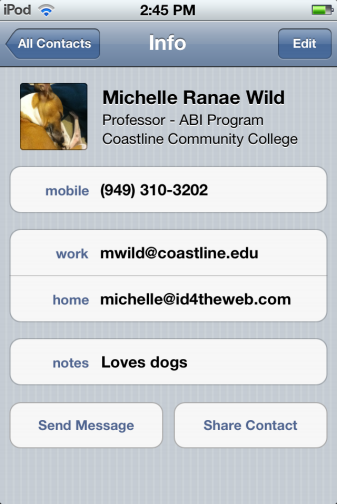 iPod 2:45 PM
All Contacts Info Edit
Michelle Ranae Wild
Professor - ABI Program
Coastline Community College
mobile (949) 310-3202
work mwild@coastline.edu
home michelle@id4theweb.com
notes Loves dogs
Send Message Share Contact